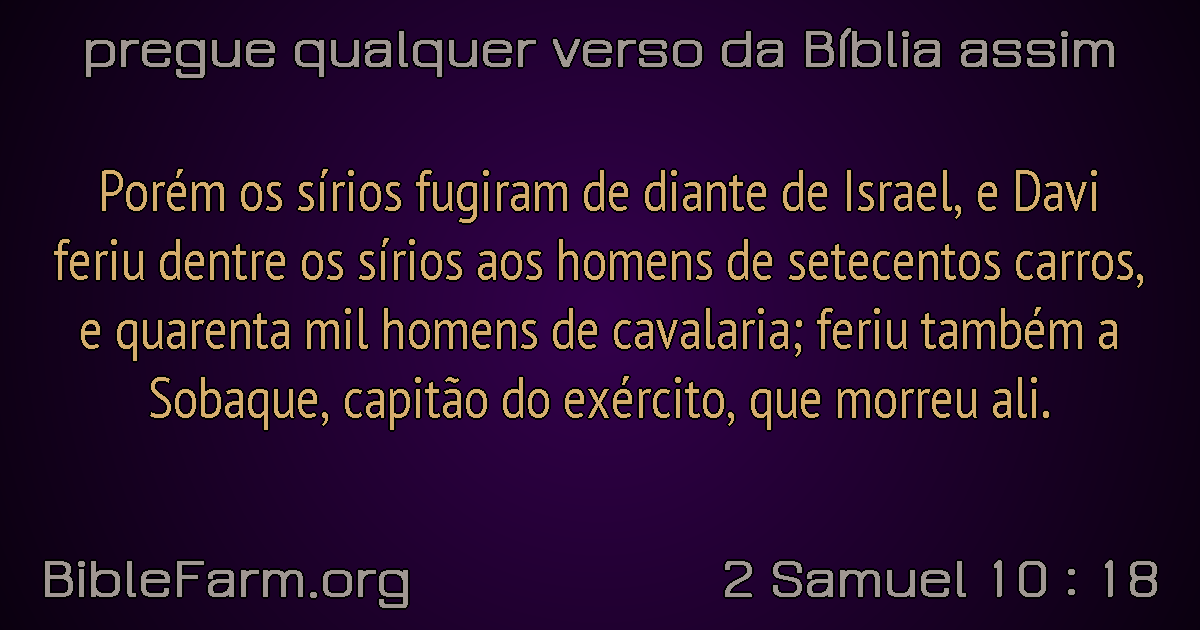 pregue qualquer verso da Bíblia assim
Porém os sírios fugiram de diante de Israel, e Davi
feriu dentre os sírios aos homens de setecentos carros,
e quarenta mil homens de cavalaria; feriu também a
Sobaque, capitão do exército, que morreu ali.
BibleFarm.org
2 Samuel 10 : 18